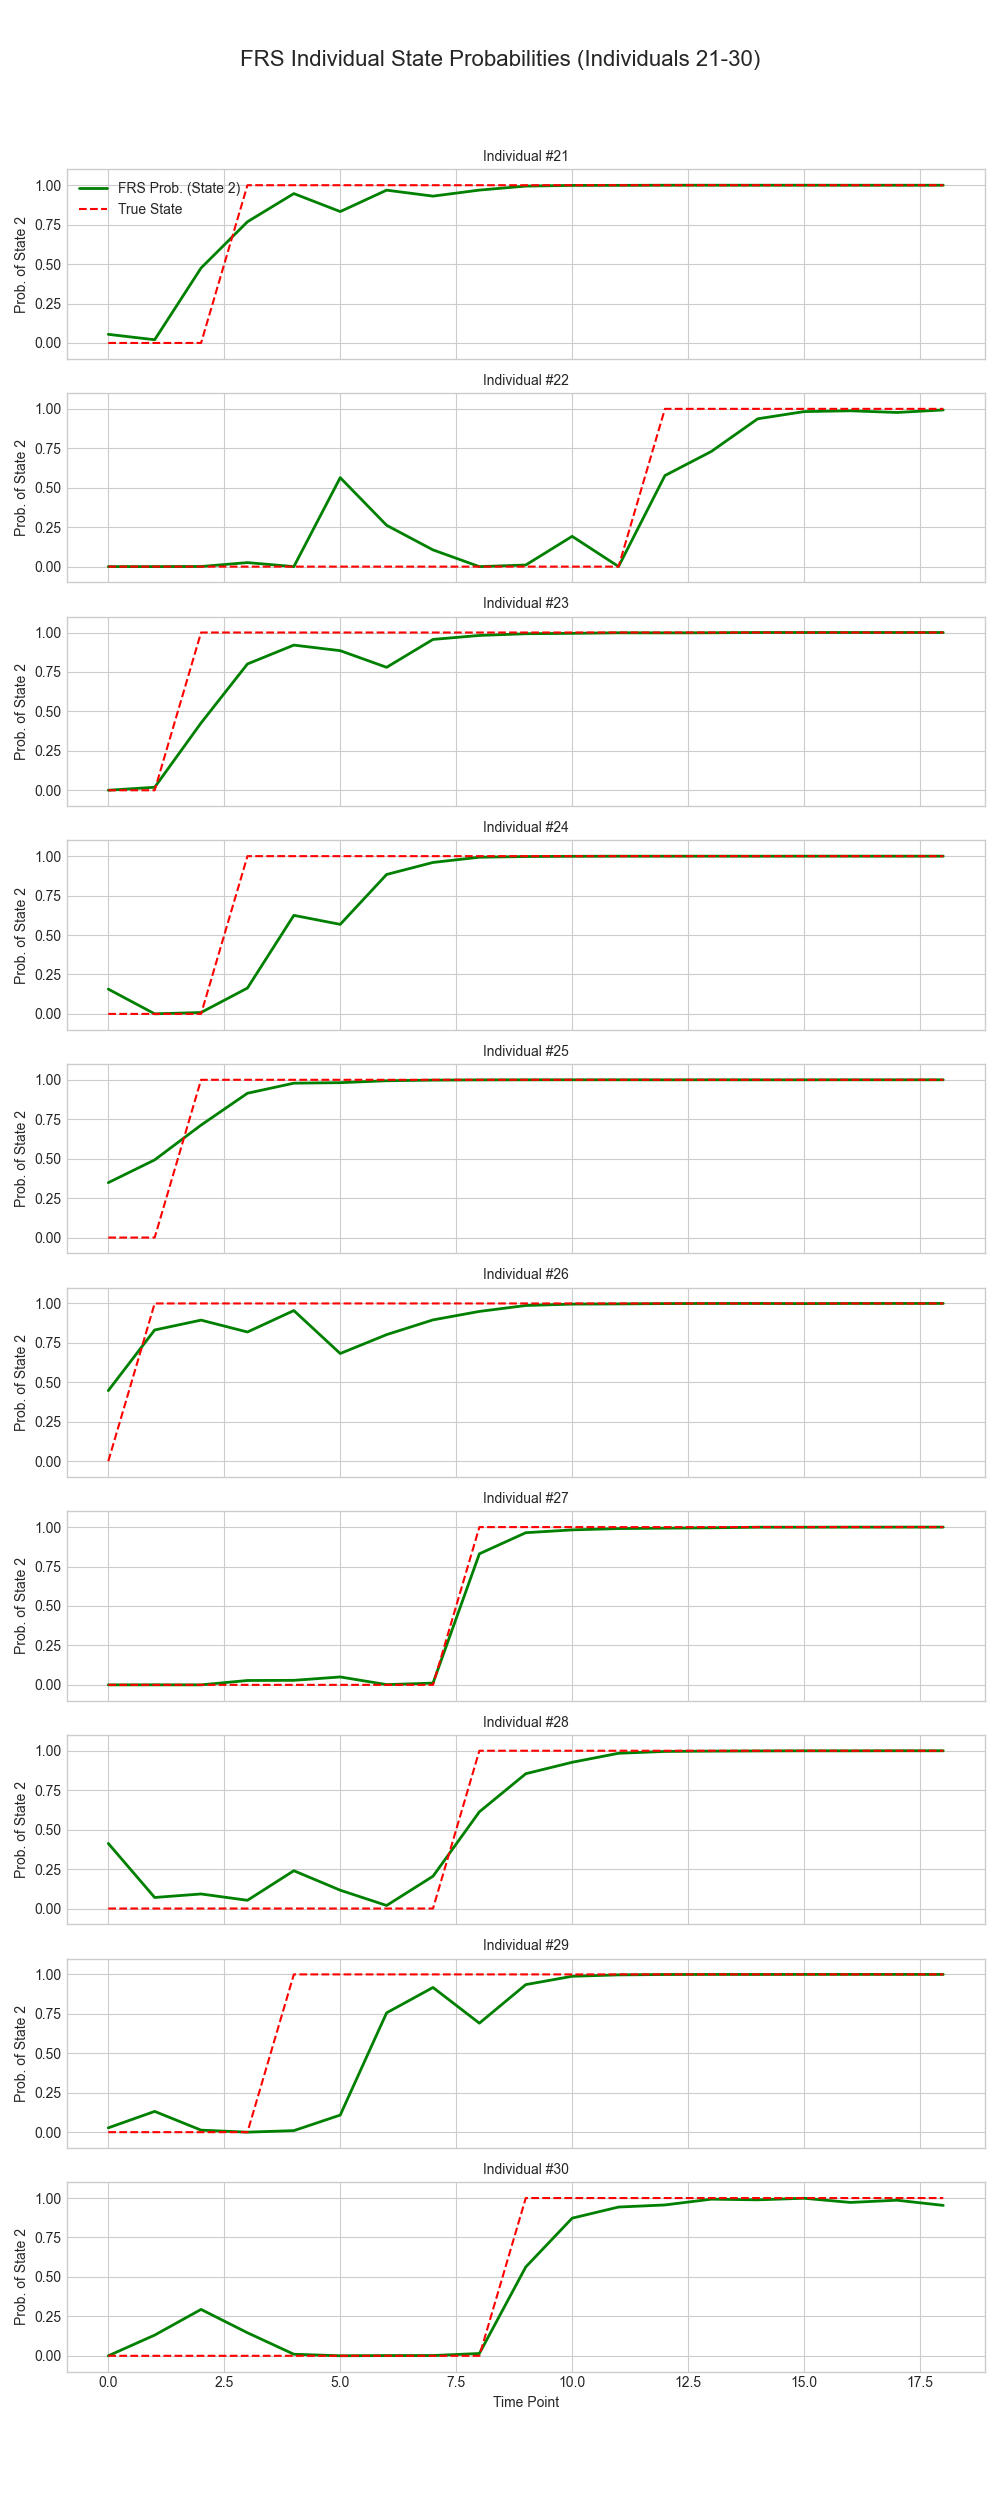 FRS Individual State Probabilities (Individuals 21-30)
Individual #21
1.00
0.75
0.50
0.25
0.00
Prob. of State 2
FRS Prob. (State 2)
True State
Individual #22
1.00
0.75
0.50
0.25
0.00
Prob. of State 2
Individual #23
1.00
0.75
0.50
0.25
0.00
Prob. of State 2
Individual #24
1.00
0.75
0.50
0.25
0.00
Prob. of State 2
Individual #25
1.00
0.75
0.50
0.25
0.00
Prob. of State 2
Individual #26
1.00
0.75
0.50
0.25
0.00
Prob. of State 2
Individual #27
1.00
0.75
0.50
0.25
0.00
Prob. of State 2
Individual #28
1.00
0.75
0.50
0.25
0.00
Prob. of State 2
Individual #29
1.00
0.75
0.50
0.25
0.00
Prob. of State 2
Individual #30
1.00
0.75
0.50
0.25
0.00
Prob. of State 2
0.0 2.5 5.0 7.5 10.0 12.5 15.0 17.5
Time Point